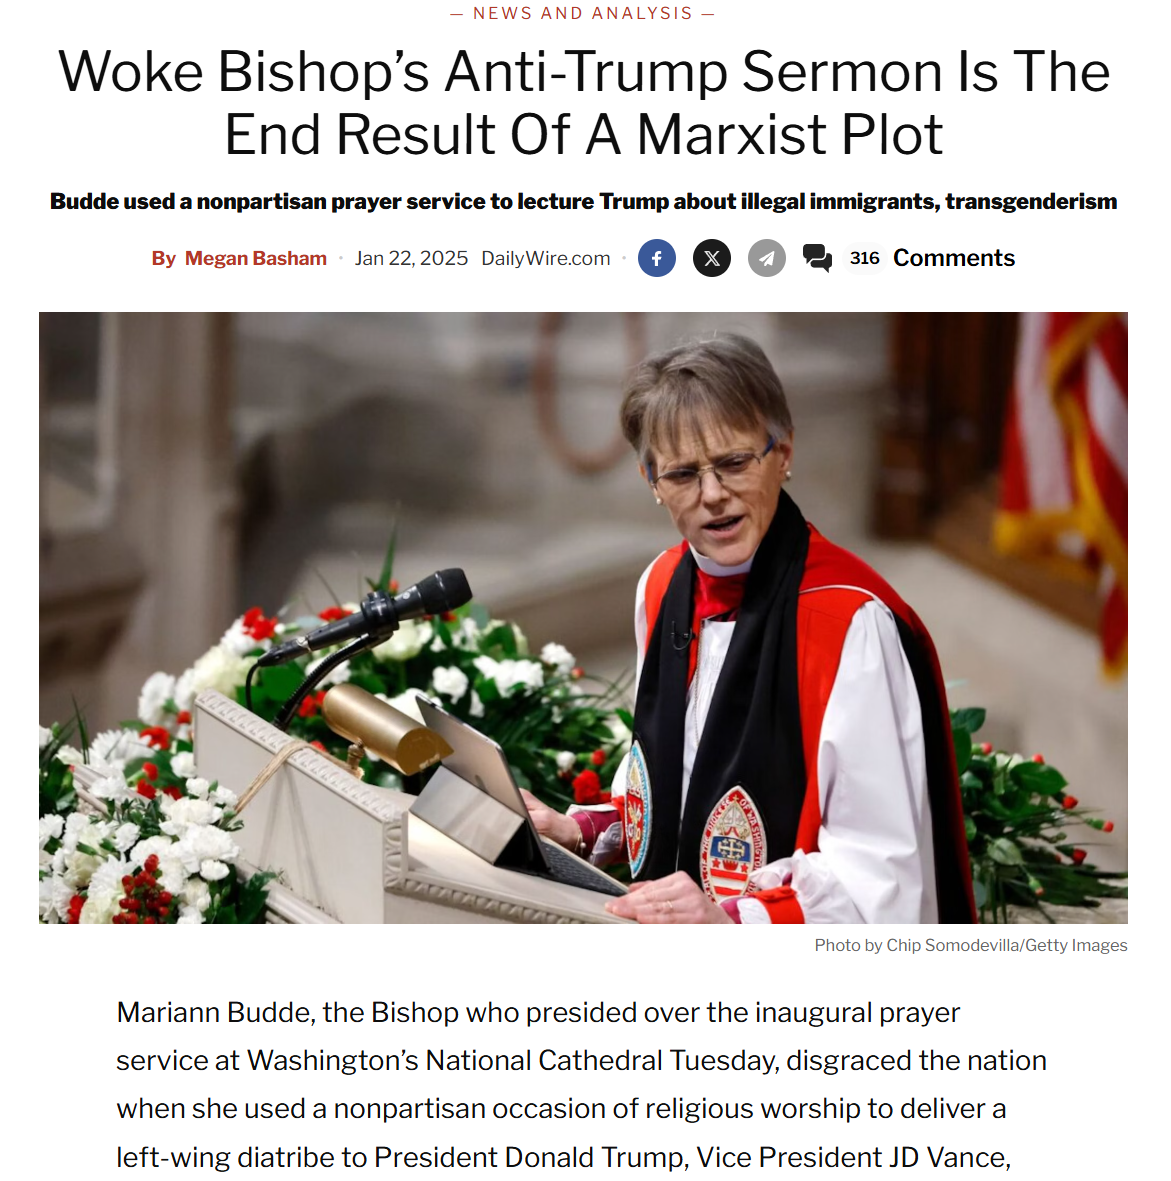 — NEWS AND ANALYSIS —
Woke Bishop’s Anti-Trump Sermon Is The
End Result Of A Marxist Plot
Budde used a nonpartisan prayer service to lecture Trump about illegal immigrants, transgenderism
By Megan Basham · Jan 22, 2025 DailyWire.com · 316 Comments
Photo by Chip Somodevilla/Getty Images
Mariann Budde, the Bishop who presided over the inaugural prayer
service at Washington’s National Cathedral Tuesday, disgraced the nation
when she used a nonpartisan occasion of religious worship to deliver a
left-wing diatribe to President Donald Trump, Vice President JD Vance,